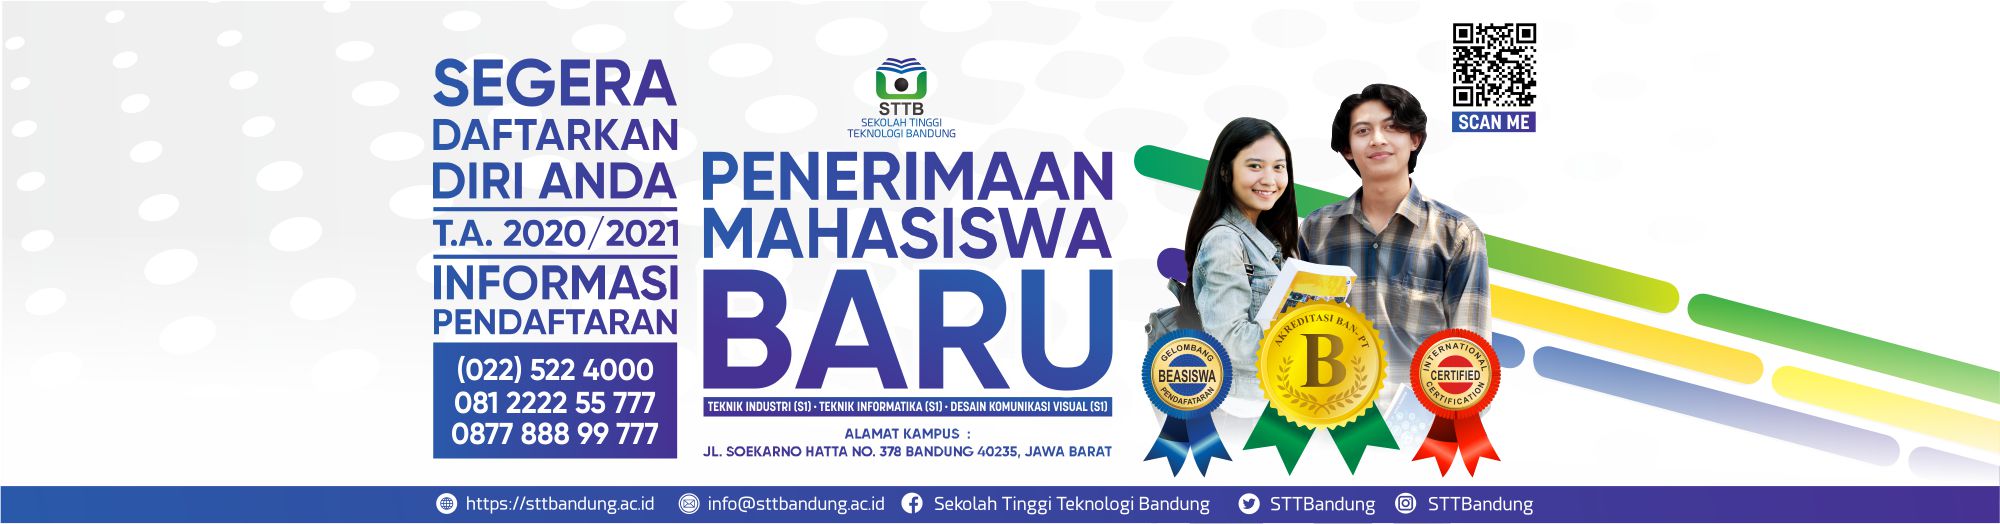 SEGERA
DAFTARKAN
DIRI ANDA
T.A. 2020/2021
INFORMASI
PENDAFTARAN
(022) 522 4000
081 2222 55 777
0877 888 99 777
STTB
SEKOLAH TINGGI
TEKNOLOGI BANDUNG
PENERIMAAN
MAHASISWA
BARU
TEKNIK INDUSTRI (S1) • TEKNIK INFORMATIKA (S1) • DESAIN KOMUNIKASI VISUAL (S1)
ALAMAT KAMPUS :
JL. SOEKARNO HATTA NO. 378 BANDUNG 40235, JAWA BARAT
SCAN ME
GELOMBANG
BEASISWA
PENDAFATARAN
AKREDITASI BAN-PT
B
INTERNATIONAL
CERTIFIED
CERTIFICATION
https://sttbandung.ac.id
info@sttbandung.ac.id
Sekolah Tinggi Teknologi Bandung
STTBandung
STTBandung